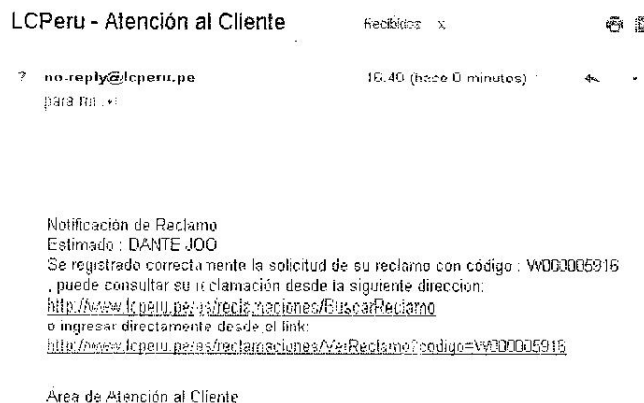 LCPeru - Atención al Cliente
Recibidos x
? no-reply@lcperu.pe
16:40 (hace 0 minutos)
para mí
Notificación de Reclamo
Estimado : DANTE JOO
Se registrado correctamente la solicitud de su reclamo con código : W000005916
, puede consultar su reclamación desde la siguiente direccion:
http://www.lcperu.pe/es/reclamaciones/BuscarReclamo
o ingresar directamente desde el link:
http://www.lcperu.pe/es/reclamaciones/VerReclamo?codigo=W000005916
Área de Atención al Cliente